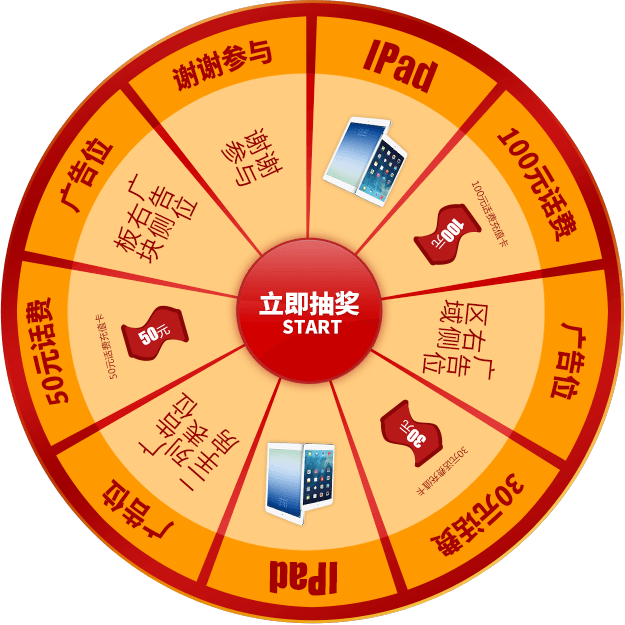 谢谢参与
谢谢
参与
IPad
100元话费
100元
100元话费充值卡
广告位
区域
右侧
广告位
30元话费
30元
30元话费充值卡
IPad
广告位
二手房
列表
广告位
50元话费
50元
50元话费充值卡
广告位
板块
右侧
广告位
立即抽奖
START